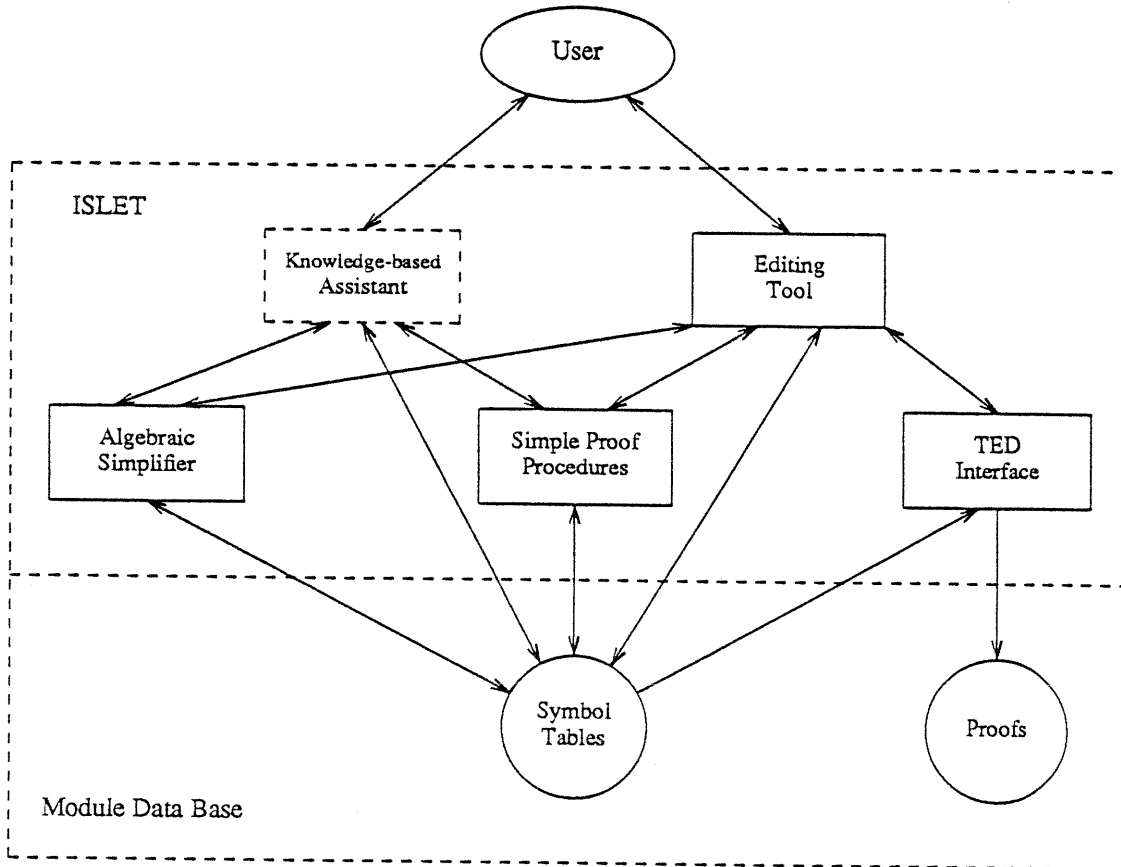 User
ISLET
Knowledge-based
Assistant
Editing
Tool
Algebraic
Simplifier
Simple Proof
Procedures
TED
Interface
Symbol
Tables
Proofs
Module Data Base